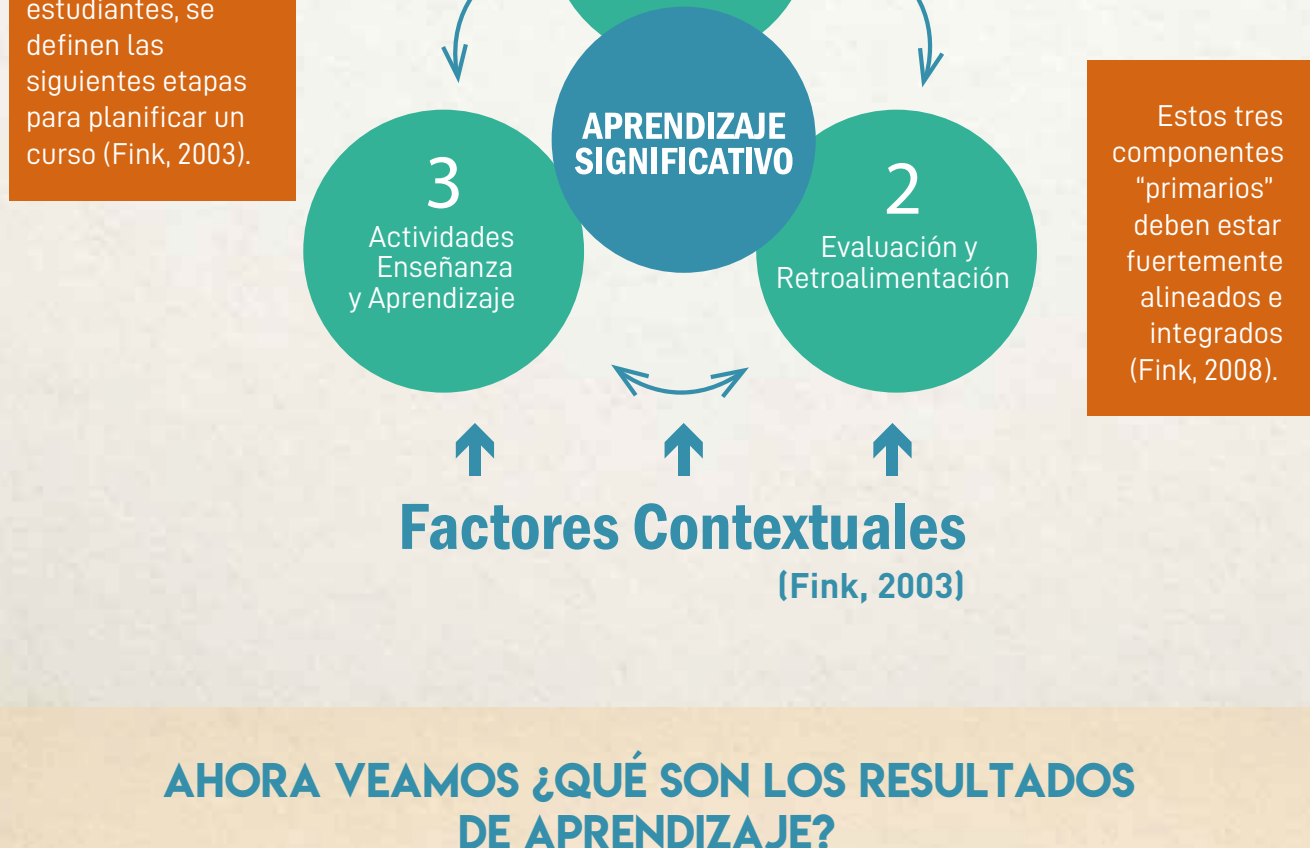 estudiantes, se
definen las
siguientes etapas
para planificar un
curso (Fink, 2003).
APRENDIZAJE
SIGNIFICATIVO
3
Actividades
Enseñanza
y Aprendizaje
2
Evaluación y
Retroalimentación
Estos tres
componentes
“primarios”
deben estar
fuertemente
alineados e
integrados
(Fink, 2008).
Factores Contextuales
(Fink, 2003)
AHORA VEAMOS ¿QUÉ SON LOS RESULTADOS
DE APRENDIZAJE?